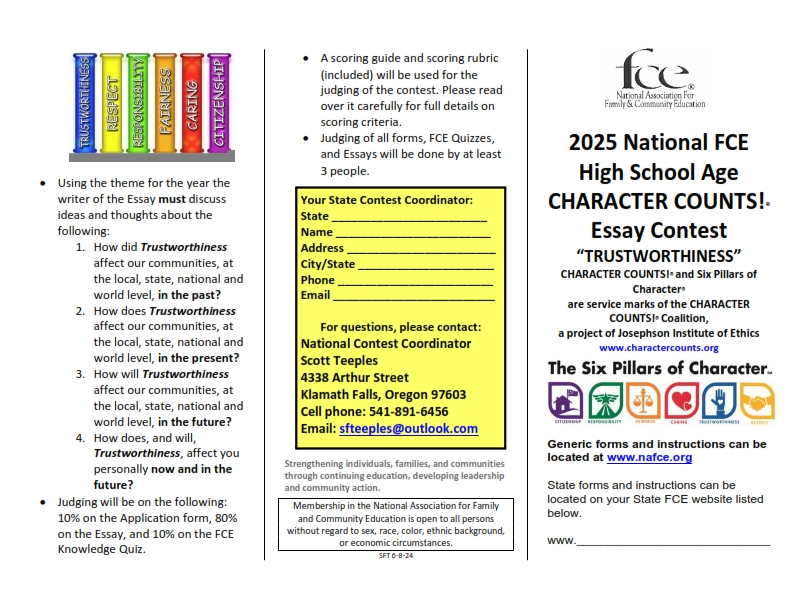 TRUSTWORTHINESS
RESPECT
RESPONSIBILITY
FAIRNESS
CARING
CITIZENSHIP
• Using the theme for the year the
writer of the Essay must discuss
ideas and thoughts about the
following:
1. How did Trustworthiness
affect our communities, at
the local, state, national and
world level, in the past?
2. How does Trustworthiness
affect our communities, at
the local, state, national and
world level, in the present?
3. How will Trustworthiness
affect our communities, at
the local, state, national and
world level, in the future?
4. How does, and will,
Trustworthiness, affect you
personally now and in the
future?
• Judging will be on the following:
10% on the Application form, 80%
on the Essay, and 10% on the FCE
Knowledge Quiz.
• A scoring guide and scoring rubric
(included) will be used for the
judging of the contest. Please read
over it carefully for full details on
scoring criteria.
• Judging of all forms, FCE Quizzes,
and Essays will be done by at least
3 people.
Your State Contest Coordinator:
State ________________________
Name ________________________
Address _______________________
City/State _____________________
Phone ________________________
Email _________________________
For questions, please contact:
National Contest Coordinator
Scott Teeples
4338 Arthur Street
Klamath Falls, Oregon 97603
Cell phone: 541-891-6456
Email: sfteeples@outlook.com
Strengthening individuals, families, and communities
through continuing education, developing leadership
and community action.
Membership in the National Association for Family
and Community Education is open to all persons
without regard to sex, race, color, ethnic background,
or economic circumstances.
SFT 6-8-24
fce®
National Association For
Family & Community Education
2025 National FCE
High School Age
CHARACTER COUNTS!®
Essay Contest
“TRUSTWORTHINESS”
CHARACTER COUNTS!® and Six Pillars of
Character®
are service marks of the CHARACTER
COUNTS!® Coalition,
a project of Josephson Institute of Ethics
www.charactercounts.org
The Six Pillars of Character℠
CITIZENSHIP RESPONSIBILITY FAIRNESS CARING TRUSTWORTHINESS RESPECT
Generic forms and instructions can be
located at www.nafce.org
State forms and instructions can be
located on your State FCE website listed
below.
www.______________________________